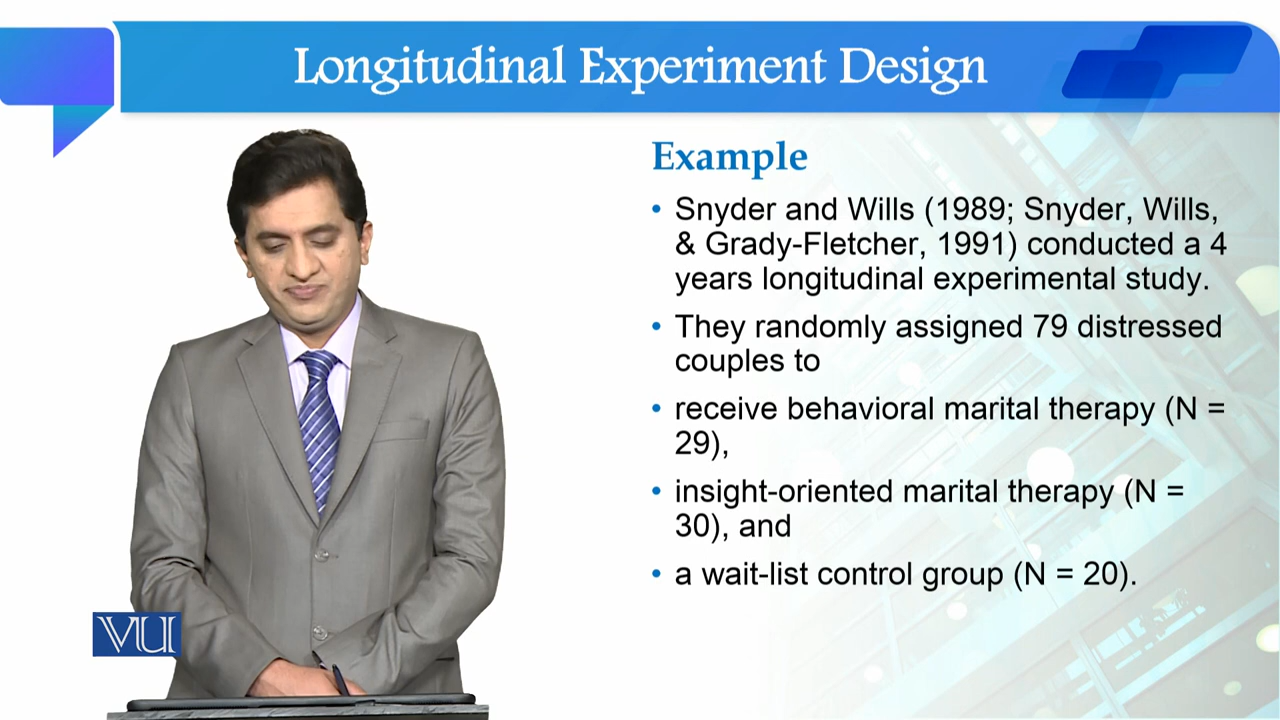 Longitudinal Experiment Design
Example
• Snyder and Wills (1989; Snyder, Wills,
& Grady-Fletcher, 1991) conducted a 4
years longitudinal experimental study.
• They randomly assigned 79 distressed
couples to
• receive behavioral marital therapy (N =
29),
• insight-oriented marital therapy (N =
30), and
• a wait-list control group (N = 20).
VU